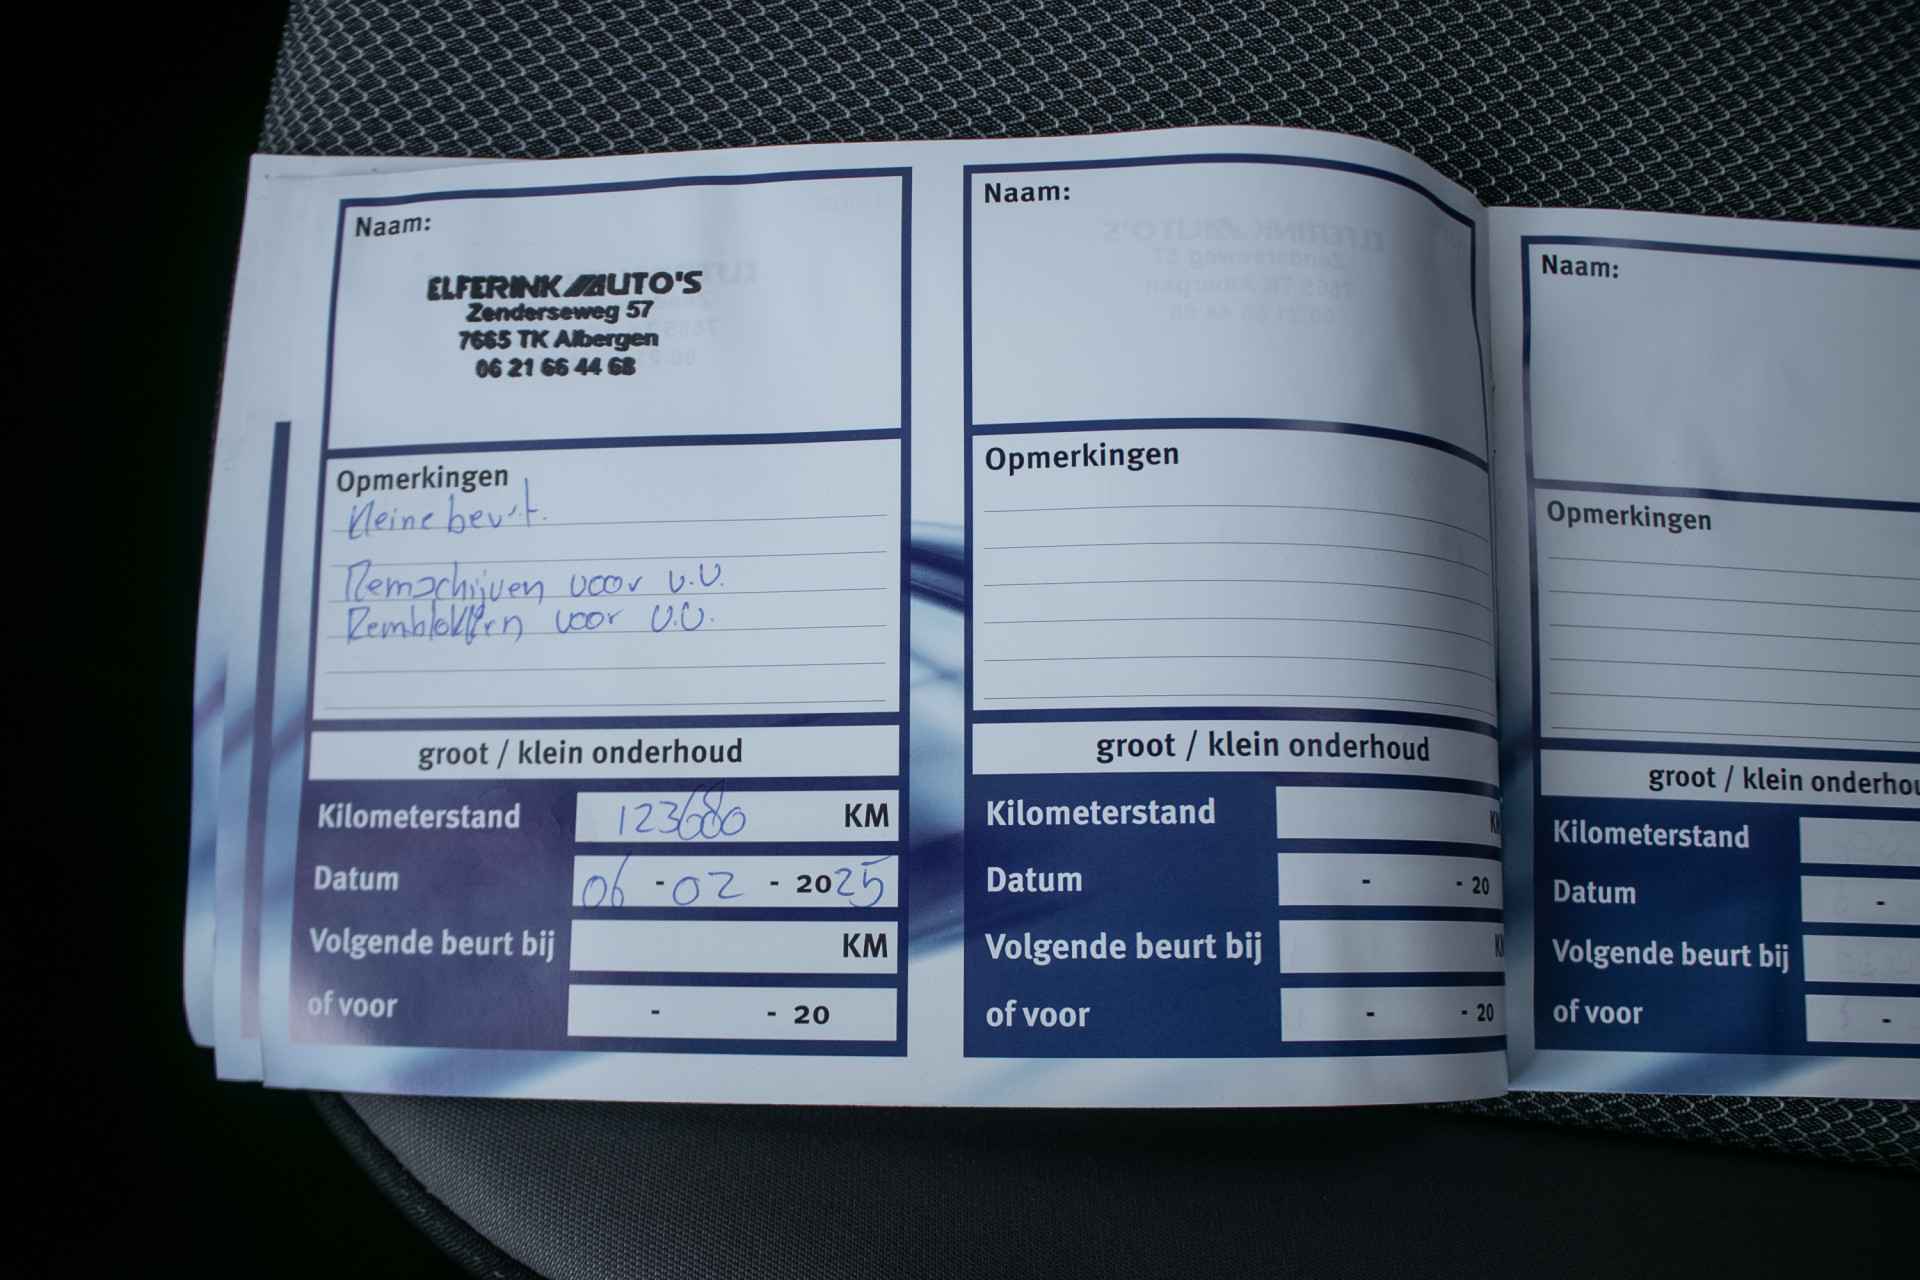 Naam:
ELFERINK AUTO'S
Zenderseweg 57
7665 TK Albergen
06 21 66 44 68
Opmerkingen
Kleine beurt.
Remschijven voor v.v.
Remblokken voor v.v.
groot / klein onderhoud
Kilometerstand 123680 KM
Datum 06 - 02 - 2025
Volgende beurt bij KM
of voor - - 20
Naam:
Opmerkingen
groot / klein onderhoud
Kilometerstand
Datum - - 20
Volgende beurt bij
of voor - - 20
Naam:
Opmerkingen
groot / klein onderhou
Kilometerstand
Datum -
Volgende beurt bij
of voor -